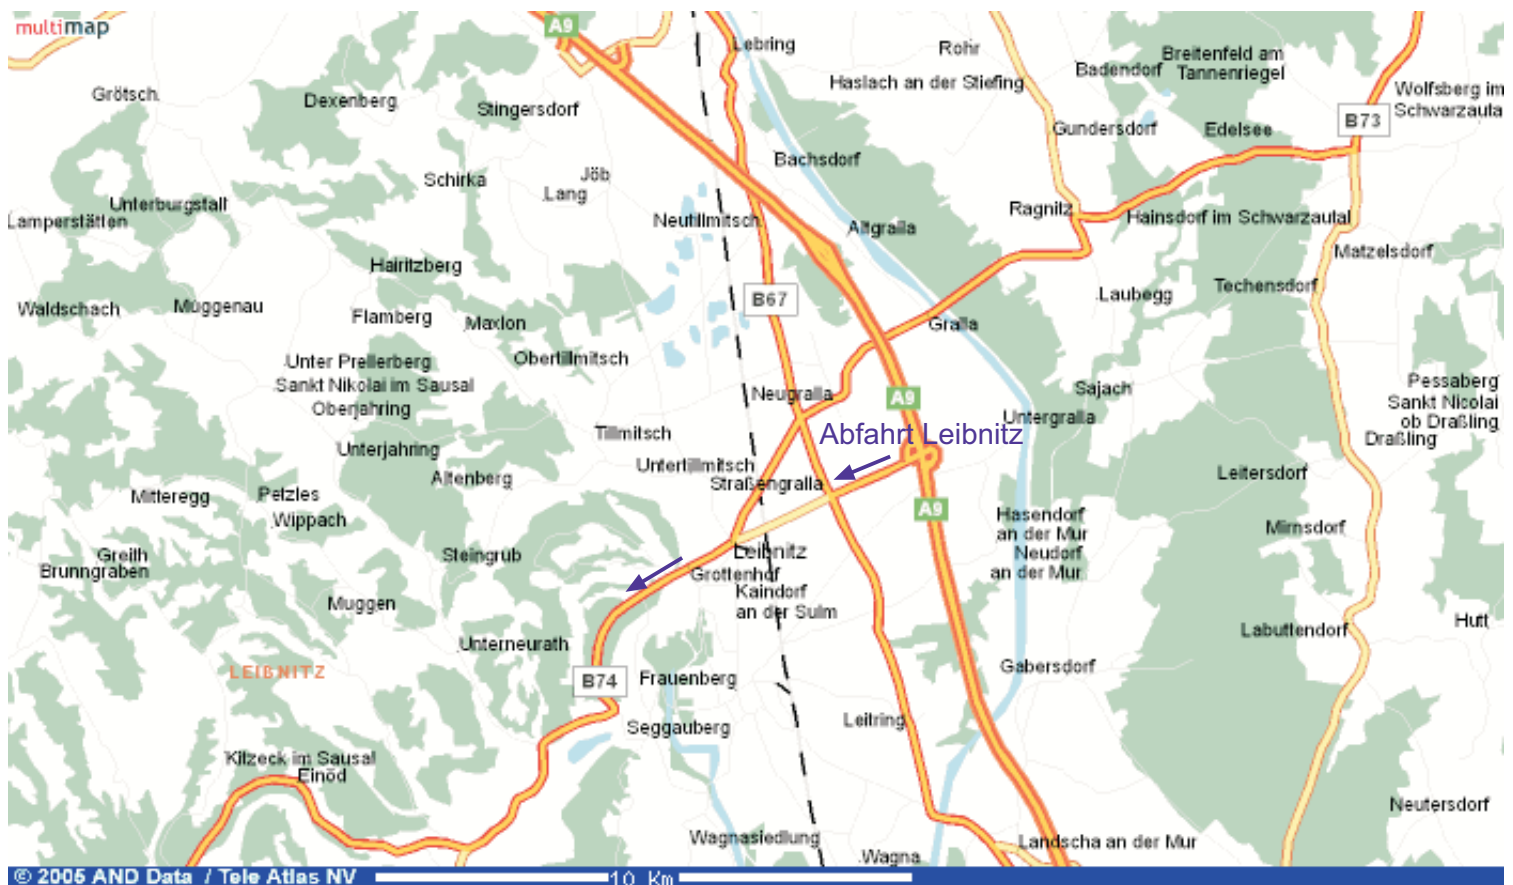 multimap
A9
Lebring
Rohr
Breitenfeld am
Tannenriegel
Badendorf
Haslach an der Stiefing
Wolfsberg im
Schwarzauta
Grötsch
Dexenberg
Stingersdorf
B73
Gundersdorf
Edelsee
Bachsdorf
Schirka
Jöb
Lang
Unterburgstall
Lamperstätten
Neutillmitsch
Altgralla
Ragnitz
Hainsdorf im Schwarzautal
Matzelsdorf
Hairitzberg
Techensdorf
Laubegg
Waldschach
Muggenau
Flamberg
Maxlon
B67
Gralla
Unter Prellerberg
Obertillmitsch
Sankt Nikolai im Sausal
Oberjahring
Neugralla
A9
Sajach
Pessaberg
Sankt Nicolai
ob Draßling
Draßling
Untergralla
Tillmitsch
Abfahrt Leibnitz
Unterjahring
Untertillmitsch
Straßengralla
Altenberg
Leitersdorf
Mitteregg
Petzles
Wippach
A9
Hasendorf
an der Mur
Neudorf
an der Mur
Mirnsdorf
Greith
Brunngraben
Steingrub
Leibnitz
Grottenhof
Kaindorf
an der Sulm
Muggen
Hutt
Labuttendorf
Unterneurath
LEIBNITZ
B74
Frauenberg
Gabersdorf
Seggauberg
Leitring
Kitzeck im Sausal
Einöd
Neutersdorf
Wagnasiedlung
Wagna
Landscha an der Mur
© 2005 AND Data / Tele Atlas NV
10 Km